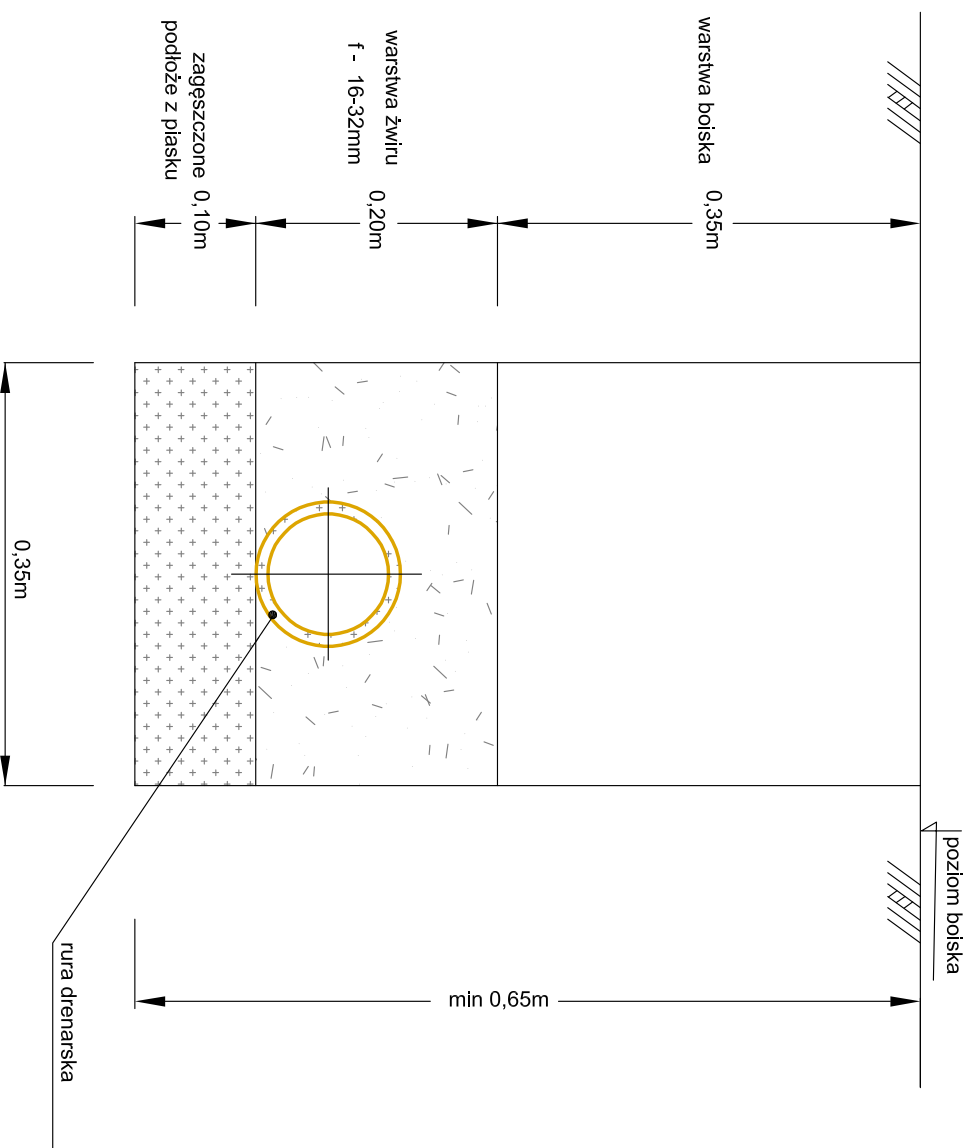 poziom boiska
warstwa boiska
0,35m
warstwa żwiru
f - 16-32mm
0,20m
zagęszczone
podłoże z piasku
0,10m
min 0,65m
rura drenarska
0,35m